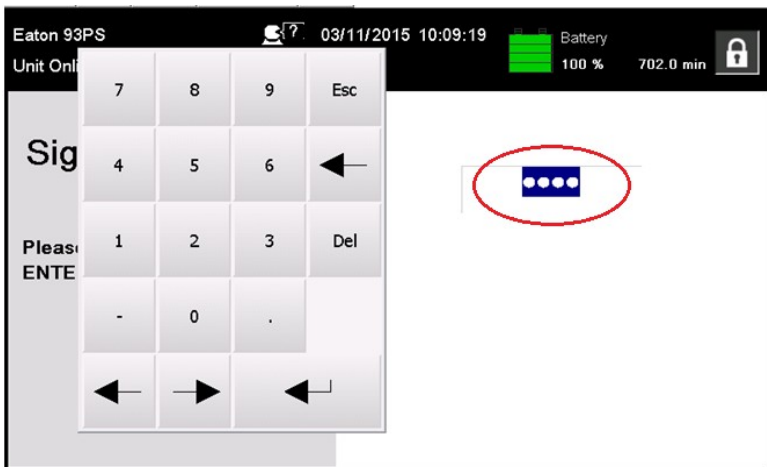 Eaton 93PS
?
03/11/2015 10:09:19
Battery
Unit Onli
100 %
702.0 min
7 8 9 Esc
Sig
4 5 6
Pleas
1 2 3 Del
ENTE
- 0 .